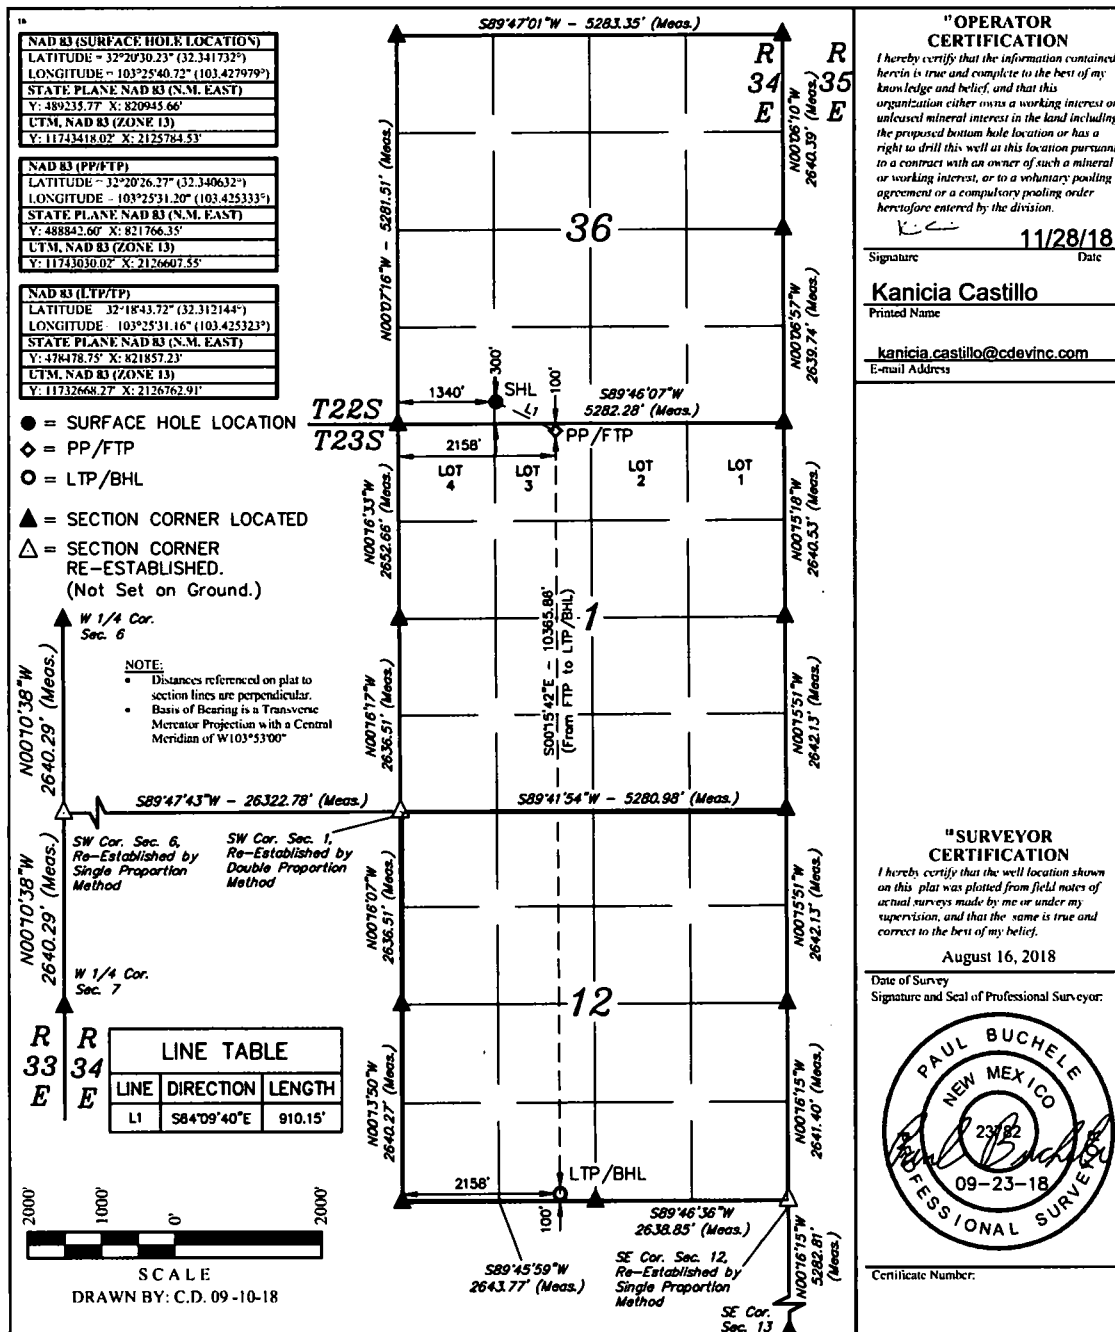 NAD 83 (SURFACE HOLE LOCATION)
LATITUDE = 32°20'30.23" (32.341732°)
LONGITUDE = 103°25'40.72" (103.427979°)
STATE PLANE NAD 83 (N.M. EAST)
Y: 489235.77' X: 820945.66'
UTM, NAD 83 (ZONE 13)
Y: 11743418.02' X: 2125784.53'
NAD 83 (PP/FTP)
LATITUDE = 32°20'26.27" (32.340632°)
LONGITUDE = 103°25'31.20" (103.425333°)
STATE PLANE NAD 83 (N.M. EAST)
Y: 488842.60' X: 821766.35'
UTM, NAD 83 (ZONE 13)
Y: 11743030.02' X: 2126607.55'
NAD 83 (LTP/TP)
LATITUDE 32°18'43.72" (32.312144°)
LONGITUDE - 103°25'31.16" (103.425323°)
STATE PLANE NAD 83 (N.M. EAST)
Y: 478478.75' X: 821857.23'
UTM, NAD 83 (ZONE 13)
Y: 11732668.27' X: 2126762.91'
= SURFACE HOLE LOCATION
= PP/FTP
= LTP/BHL
= SECTION CORNER LOCATED
= SECTION CORNER
RE-ESTABLISHED.
(Not Set on Ground.)
W 1/4 Cor.
Sec. 6
NOTE:
• Distances referenced on plat to
section lines are perpendicular.
• Basis of Bearing is a Transverse
Mercator Projection with a Central
Meridian of W103°53'00"
N00°10'38"W
2640.29' (Meas.)
S89°47'43"W - 26322.78' (Meas.)
SW Cor. Sec. 6,
Re-Established by
Single Proportion
Method
SW Cor. Sec. 1,
Re-Established by
Double Proportion
Method
N00°10'38"W
2640.29' (Meas.)
W 1/4 Cor.
Sec. 7
R
33
E
R
34
E
LINE TABLE
LINE DIRECTION LENGTH
L1 S64°09'40"E 910.15'
2000'
1000'
0'
2000'
SCALE
DRAWN BY: C.D. 09-10-18
S89°47'01"W - 5283.35' (Meas.)
R
34
E
R
35
E
N00°07'16"W - 5281.51' (Meas.)
N00°06'10"W
2640.39' (Meas.)
36
N00°06'57"W
2639.74' (Meas.)
300'
1340'
SHL
L1
100'
S89°46'07"W
5282.28' (Meas.)
T22S
T23S
PP/FTP
2158'
LOT
4
LOT
3
LOT
2
LOT
1
N00°16'33"W
2652.66' (Meas.)
N00°15'18"W
2640.53' (Meas.)
S00°15'42"E - 10365.88'
(From FTP to LTP/BHL)
1
N00°16'17"W
2636.51' (Meas.)
N00°15'51"W
2642.13' (Meas.)
S89°41'54"W - 5280.98' (Meas.)
N00°16'07"W
2636.51' (Meas.)
N00°15'51"W
2642.13' (Meas.)
12
N00°13'50"W
2640.27' (Meas.)
N00°16'15"W
2641.40' (Meas.)
LTP/BHL
2158'
100'
S89°46'36"W
2638.85' (Meas.)
S89°45'59"W
2643.77' (Meas.)
SE Cor. Sec. 12,
Re-Established by
Single Proportion
Method
N00°16'15"W
5282.81'
(Meas.)
SE Cor.
Sec. 13
"OPERATOR
CERTIFICATION
I hereby certify that the information contained
herein is true and complete to the best of my
knowledge and belief, and that this
organization either owns a working interest or
unleased mineral interest in the land including
the proposed bottom hole location or has a
right to drill this well at this location pursuant
to a contract with an owner of such a mineral
or working interest, or to a voluntary pooling
agreement or a compulsory pooling order
heretofore entered by the division.
11/28/18
Signature Date
Kanicia Castillo
Printed Name
kanicia.castillo@cdevinc.com
E-mail Address
18 SURVEYOR
CERTIFICATION
I hereby certify that the well location shown
on this plat was plotted from field notes of
actual surveys made by me or under my
supervision, and that the same is true and
correct to the best of my belief.
August 16, 2018
Date of Survey
Signature and Seal of Professional Surveyor:
PAUL BUCHELE
NEW MEXICO
23782
09-23-18
PROFESSIONAL SURVEYOR
Certificate Number: